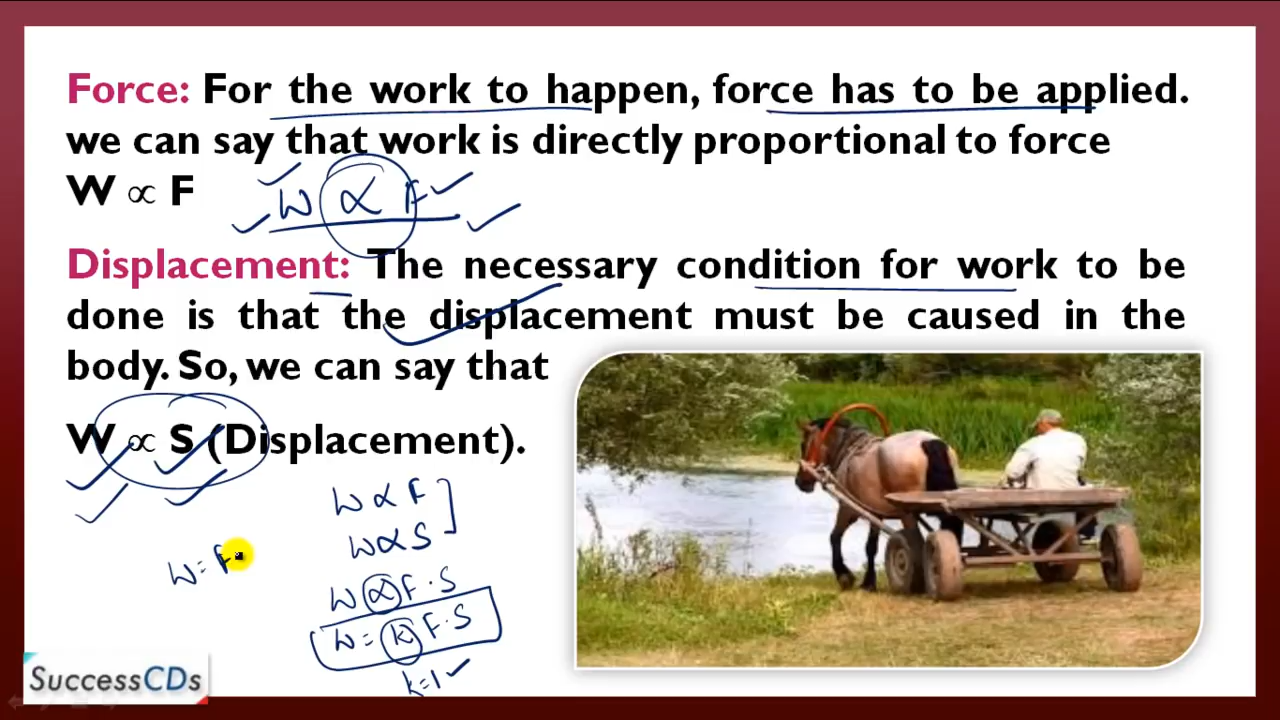 Force: For the work to happen, force has to be applied.
we can say that work is directly proportional to force
W ∝ F
W ∝ F
Displacement: The necessary condition for work to be
done is that the displacement must be caused in the
body. So, we can say that
W ∝ S (Displacement).
W ∝ F
W ∝ S
W = F
W ∝ F · S
W = k F · S
k=1
SuccessCDs